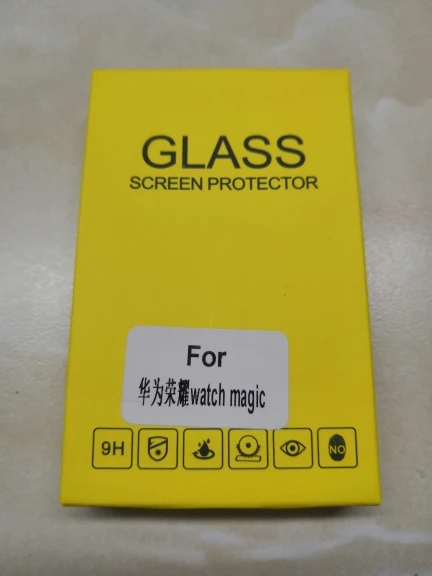 GLASS
SCREEN PROTECTOR
For
华为荣耀watch magic
9H
NO